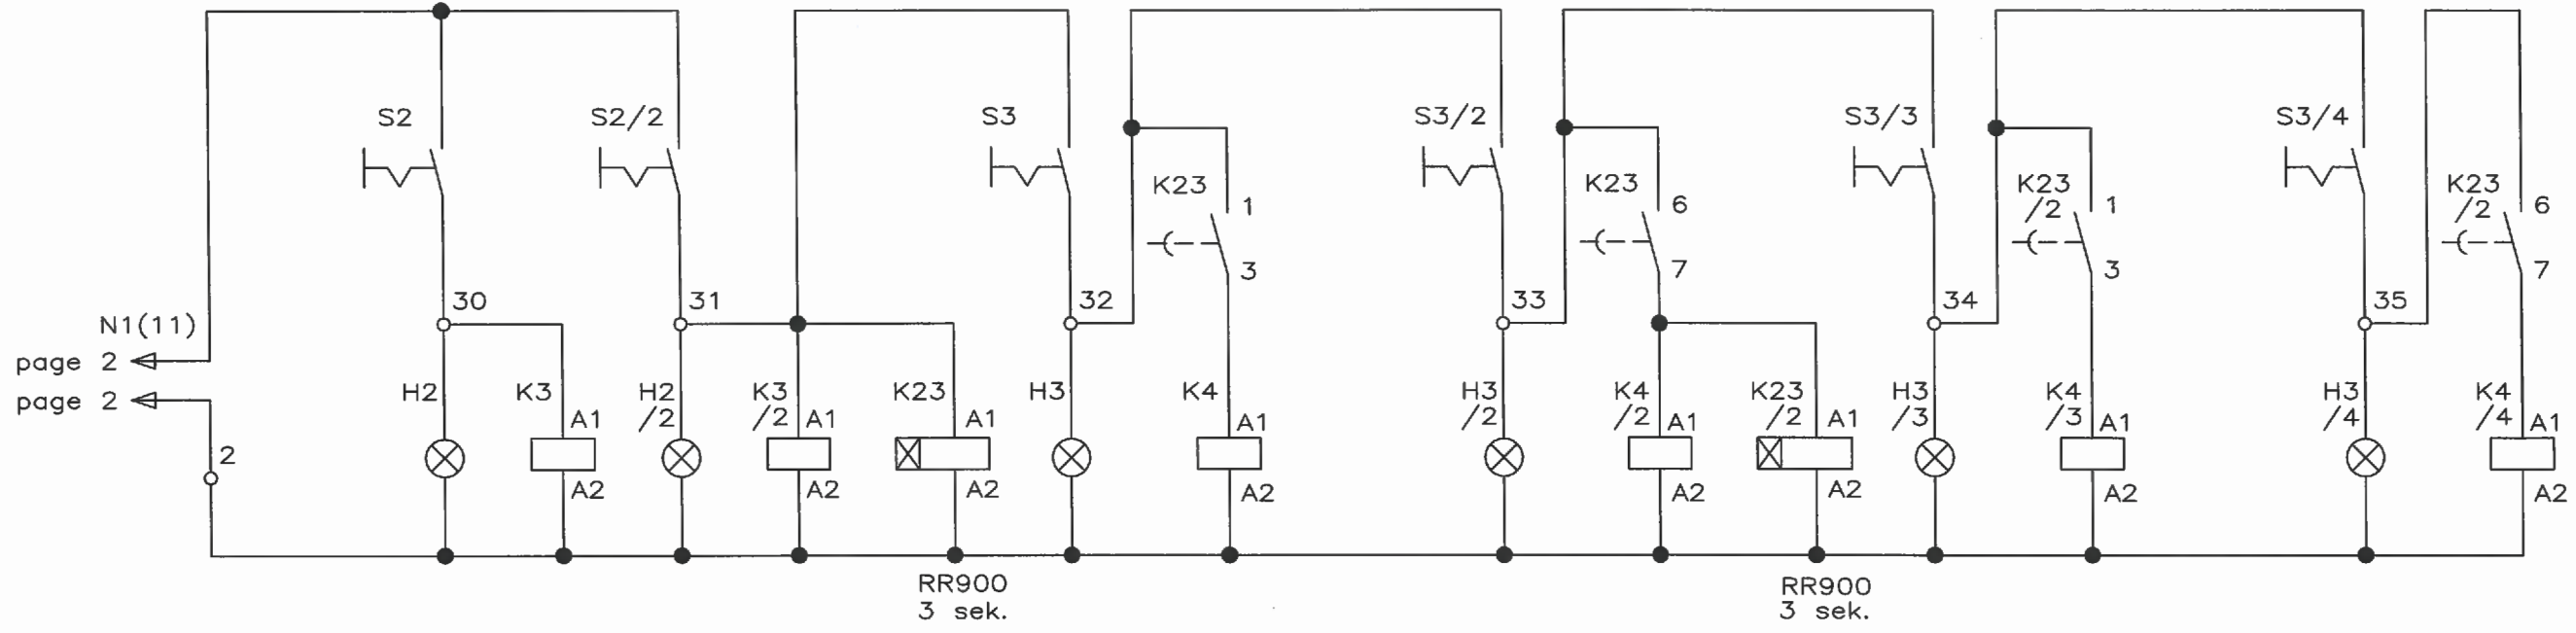 S2
S2/2
S3
S3/2
S3/3
S3/4
K23
1
3
K23
6
7
K23
/2
1
3
K23
/2
6
7
30
31
32
33
34
35
N1(11)
page 2
page 2
2
H2
K3
A1
A2
H2
/2
K3
/2
A1
A2
K23
A1
A2
H3
K4
A1
A2
H3
/2
K4
/2
A1
A2
K23
/2
A1
A2
H3
/3
K4
/3
A1
A2
H3
/4
K4
/4
A1
A2
RR900
3 sek.
RR900
3 sek.